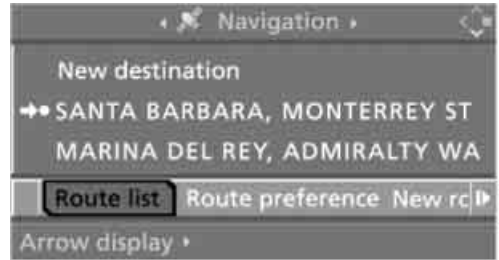 Navigation
New destination
SANTA BARBARA, MONTERREY ST
MARINA DEL REY, ADMIRALTY WA
Route list Route preference New rc
Arrow display